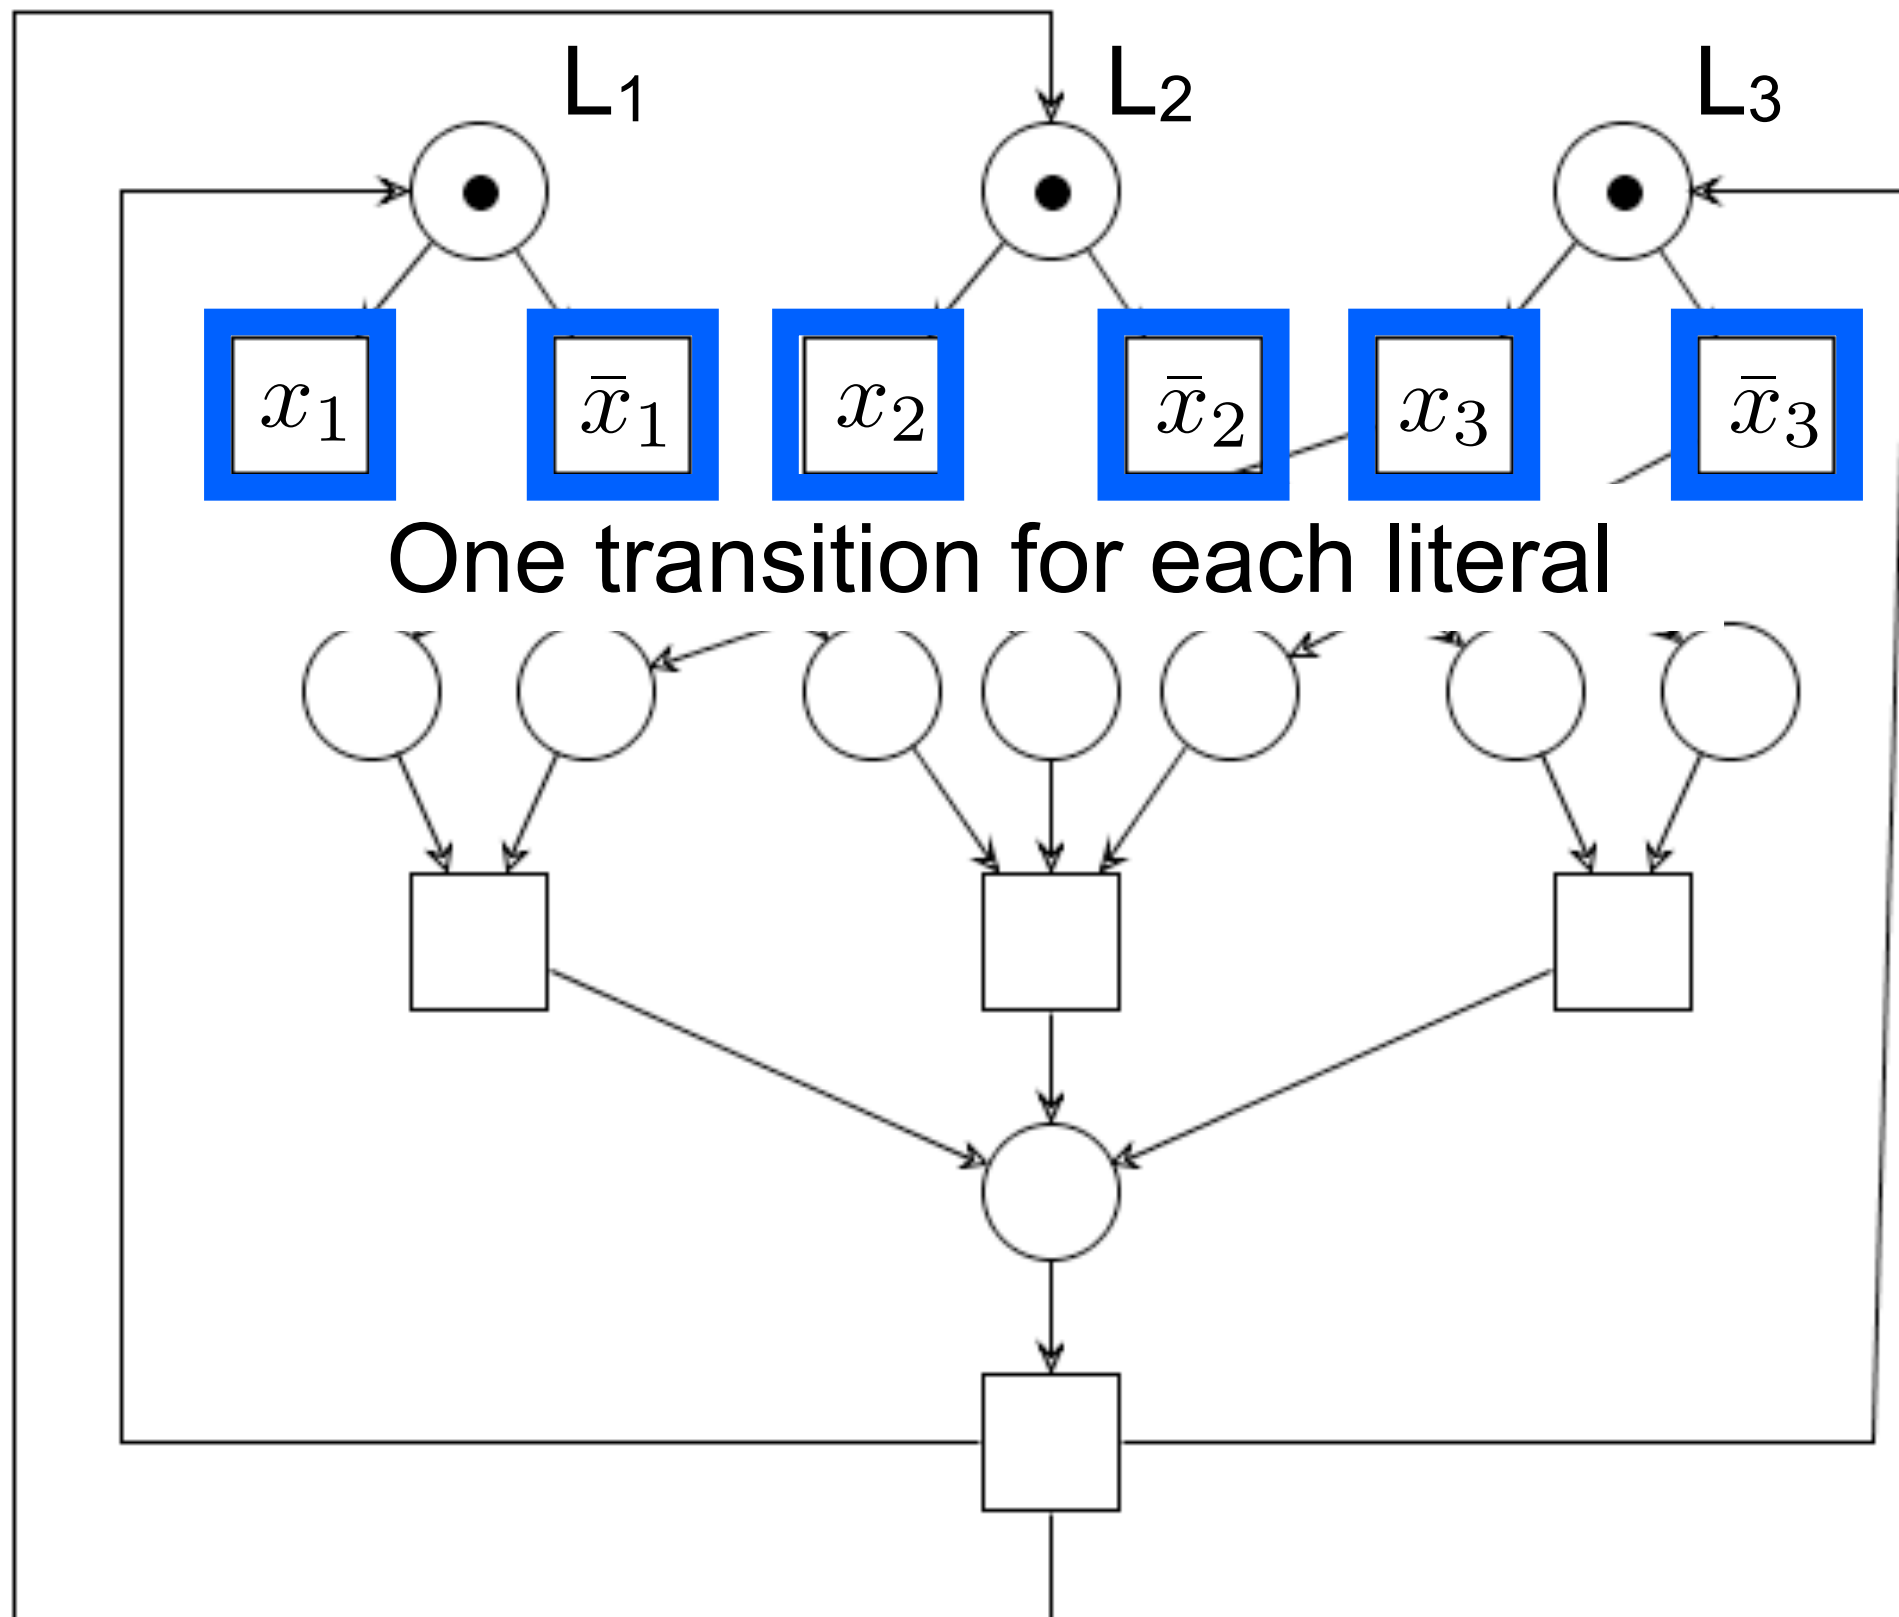 L₁ L₂ L₃
x₁ x̄₁ x₂ x̄₂ x₃ x̄₃
One transition for each literal